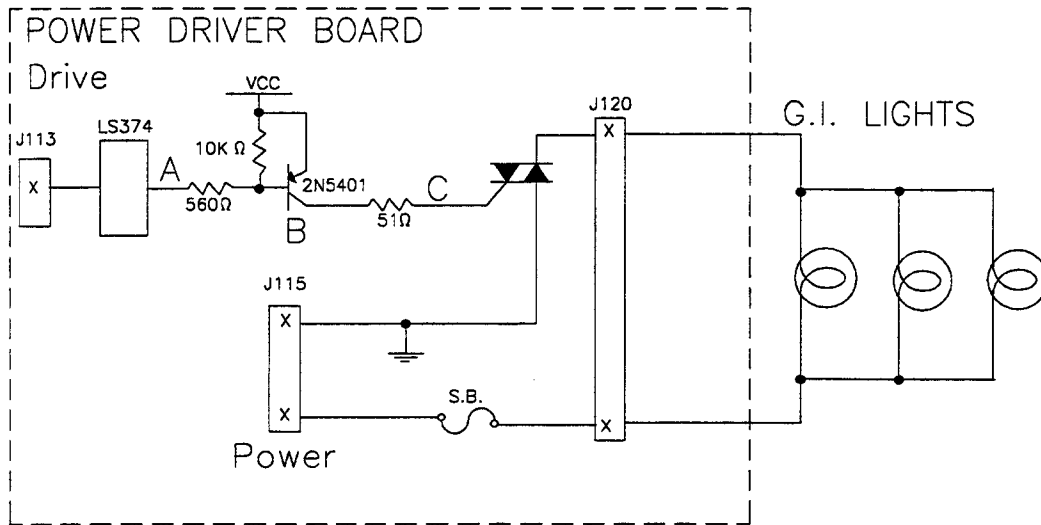 POWER DRIVER BOARD
Drive
VCC
J113
LS374
J120
G.I. LIGHTS
10K Ω
A
X
2N5401
560Ω
B
51Ω
C
X
J115
X
X
S.B.
X
Power